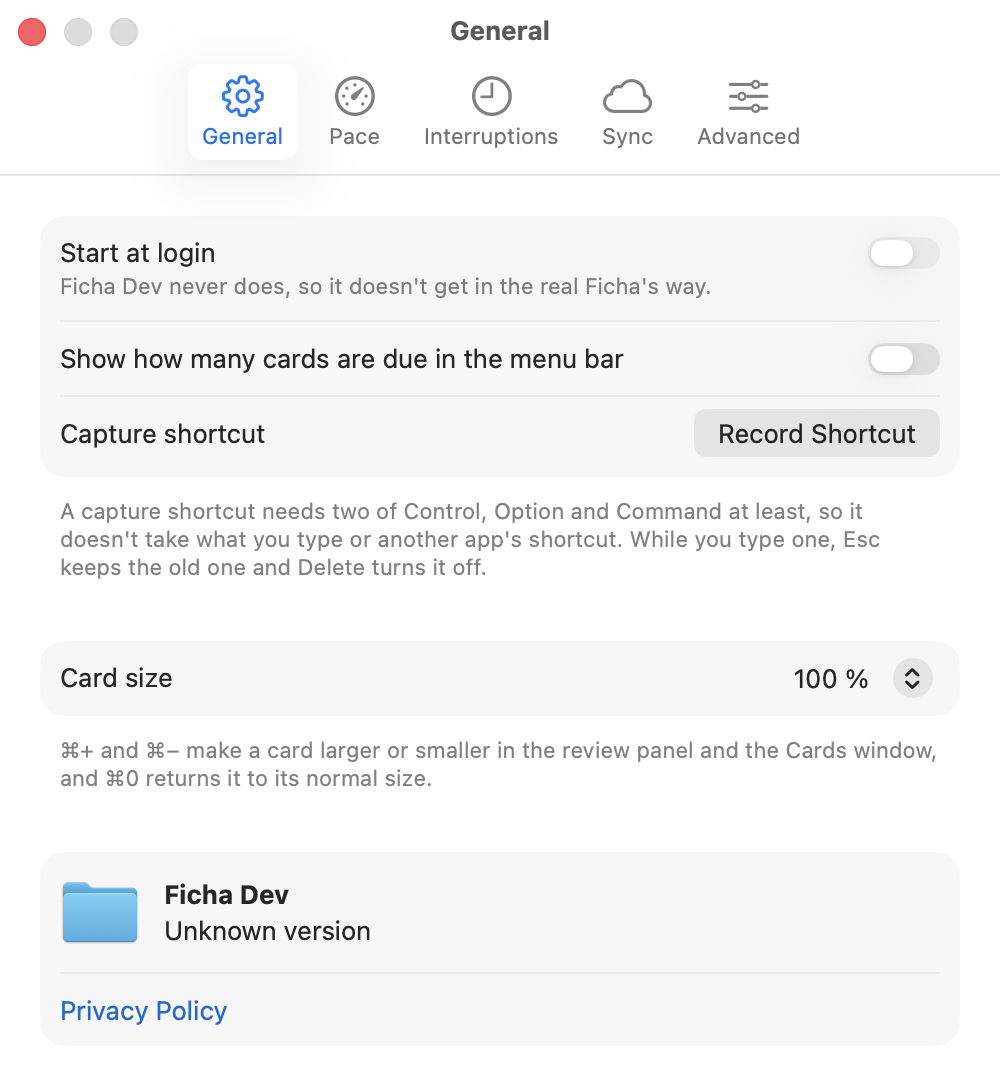 General
General
Pace
Interruptions
Sync
Advanced
Start at login
Ficha Dev never does, so it doesn't get in the real Ficha's way.
Show how many cards are due in the menu bar
Capture shortcut
Record Shortcut
A capture shortcut needs two of Control, Option and Command at least, so it
doesn't take what you type or another app's shortcut. While you type one, Esc
keeps the old one and Delete turns it off.
Card size
100 %
⌘+ and ⌘− make a card larger or smaller in the review panel and the Cards window,
and ⌘0 returns it to its normal size.
Ficha Dev
Unknown version
Privacy Policy